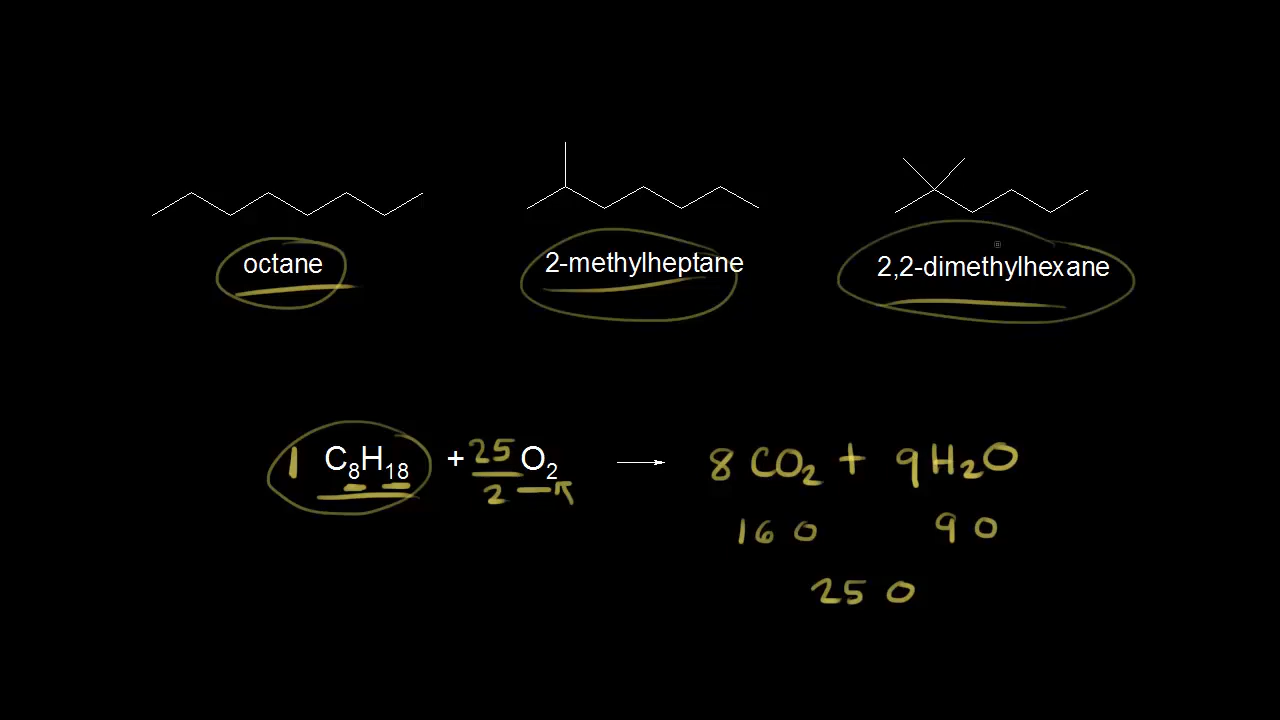 octane
2-methylheptane
2,2-dimethylhexane
1 C₈H₁₈ + 25/2 O₂ → 8 CO₂ + 9 H₂O
16 O 9 O
25 O